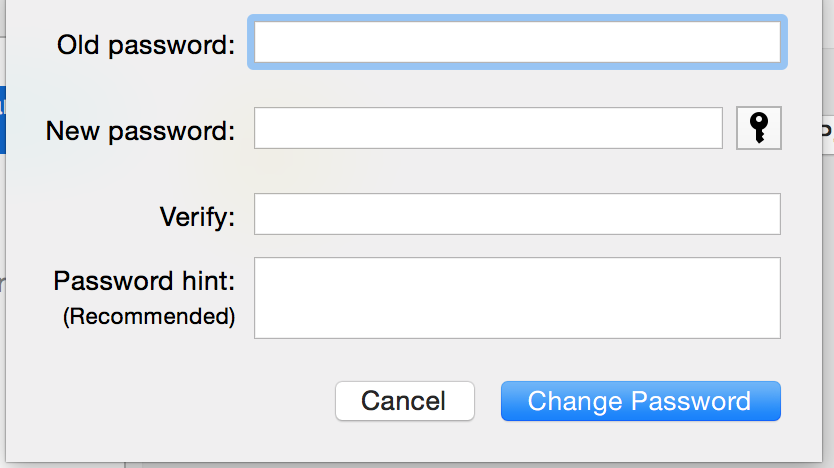 Old password:
New password:
Verify:
Password hint:
(Recommended)
Cancel
Change Password